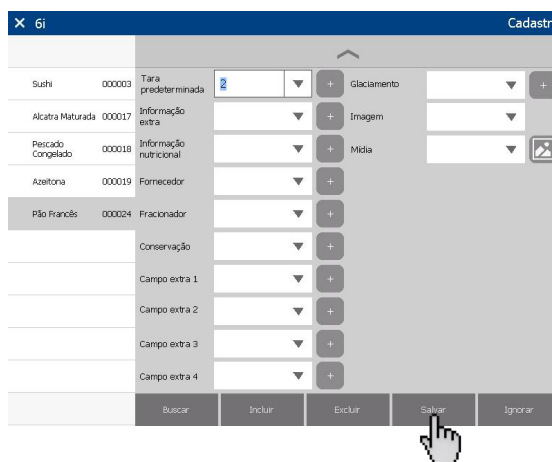 × 6i
Cadastr
Sushi 000003
Alcatra Maturada 000017
Pescado
Congelado 000018
Azeitona 000019
Pão Francês 000024
Tara
predeterminada 2
Informação
extra
Informação
nutricional
Fornecedor
Fracionador
Conservação
Campo extra 1
Campo extra 2
Campo extra 3
Campo extra 4
Glaciamento
Imagem
Mídia
Buscar Incluir Excluir Salvar Ignorar